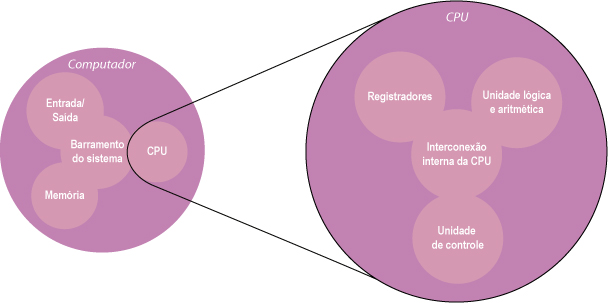 Computador
Entrada/
Saída
Barramento
do sistema
CPU
Memória
CPU
Registradores
Unidade lógica
e aritmética
Interconexão
interna da CPU
Unidade
de controle